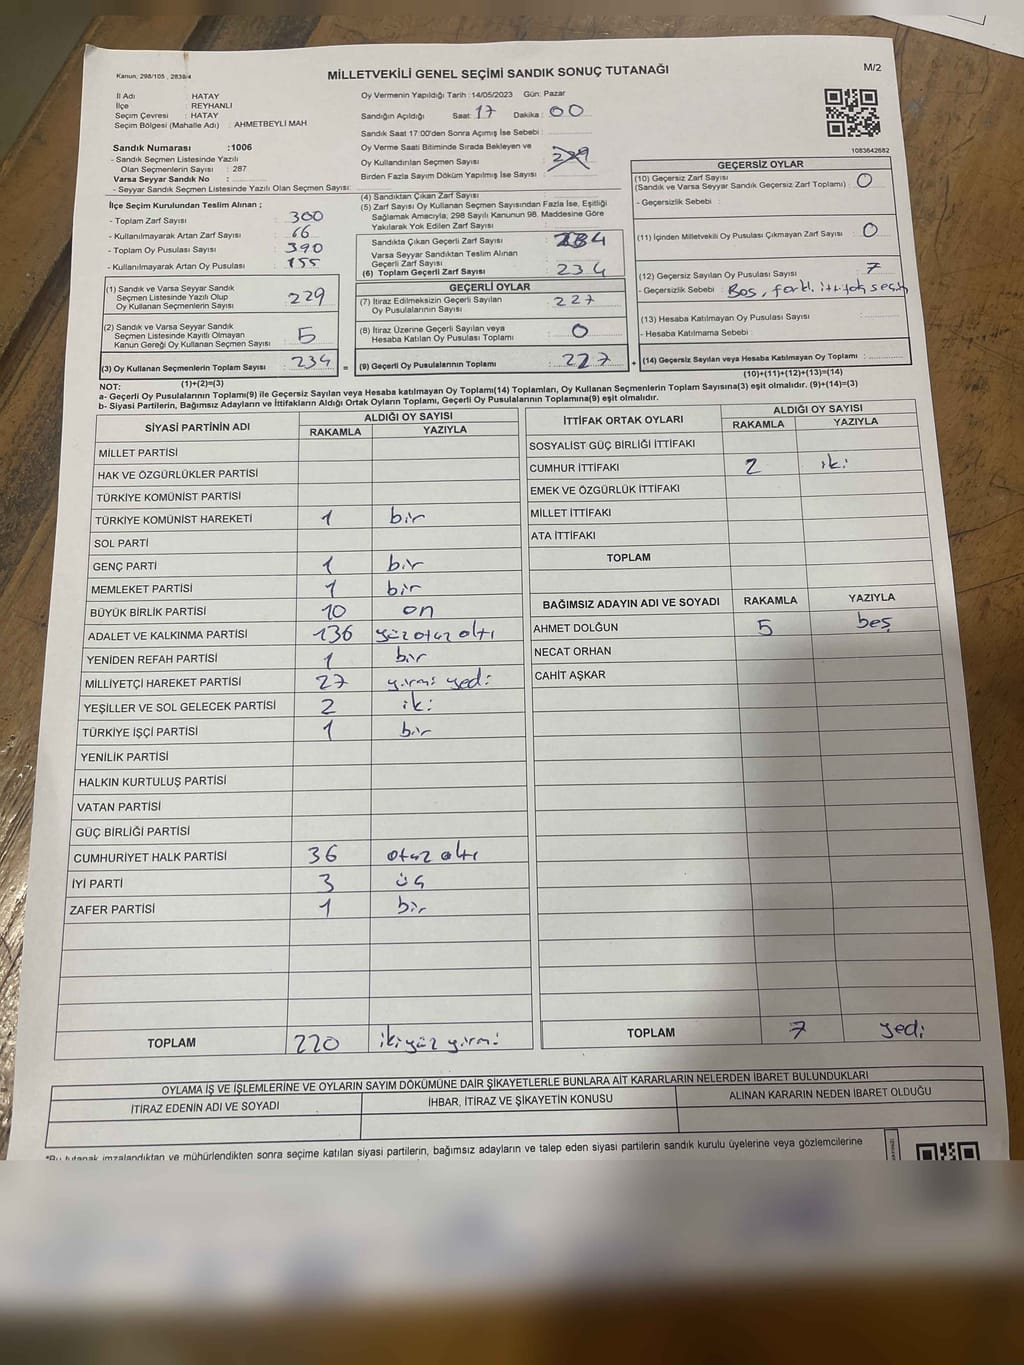 Kanun: 298/105 , 2839/4
MİLLETVEKİLİ GENEL SEÇİMİ SANDIK SONUÇ TUTANAĞI
M/2
İl Adı : HATAY
İlçe : REYHANLI
Seçim Çevresi : HATAY
Seçim Bölgesi (Mahalle Adı) : AHMETBEYLİ MAH
Sandık Numarası :1006
- Sandık Seçmen Listesinde Yazılı
Olan Seçmenlerin Sayısı : 287
Varsa Seyyar Sandık No :
- Seyyar Sandık Seçmen Listesinde Yazılı Olan Seçmen Sayısı:
Oy Vermenin Yapıldığı Tarih :14/05/2023 Gün: Pazar
Sandığın Açıldığı Saat: 17 Dakika: 00
Sandık Saat 17:00'den Sonra Açımış İse Sebebi :
Oy Verme Saati Bitiminde Sırada Bekleyen ve
Oy Kullandırılan Seçmen Sayısı
Birden Fazla Sayım Döküm Yapılmış İse Sayısı :
1083642682
İlçe Seçim Kurulundan Teslim Alınan ;
- Toplam Zarf Sayısı 300
- Kullanılmayarak Artan Zarf Sayısı : 66
- Toplam Oy Pusulası Sayısı : 390
- Kullanılmayarak Artan Oy Pusulası : 155
(4) Sandıktan Çıkan Zarf Sayısı
(5) Zarf Sayısı Oy Kullanan Seçmen Sayısından Fazla İse, Eşitliği
Sağlamak Amacıyla, 298 Sayılı Kanunun 98. Maddesine Göre
Yakılarak Yok Edilen Zarf Sayısı
Sandıkta Çıkan Geçerli Zarf Sayısı : 234
Varsa Seyyar Sandıktan Teslim Alınan
Geçerli Zarf Sayısı
(6) Toplam Geçerli Zarf Sayısı : 234
GEÇERSİZ OYLAR
(10) Geçersiz Zarf Sayısı
(Sandık ve Varsa Seyyar Sandık Geçersiz Zarf Toplamı) : 0
- Geçersizlik Sebebi :
(11) İçinden Milletvekili Oy Pusulası Çıkmayan Zarf Sayısı : 0
(12) Geçersiz Sayılan Oy Pusulası Sayısı : 7
- Geçersizlik Sebebi : Boş,
(13) Hesaba Katılmayan Oy Pusulası Sayısı
- Hesaba Katılmama Sebebi :
(14) Geçersiz Sayılan veya Hesaba Katılmayan Oy Toplamı :
(10)+(11)+(12)+(13)=(14)
(1) Sandık ve Varsa Seyyar Sandık
Seçmen Listesinde Yazılı Olup
Oy Kullanan Seçmenlerin Sayısı : 229
(2) Sandık ve Varsa Seyyar Sandık
Seçmen Listesinde Kayıtlı Olmayan
Kanun Gereği Oy Kullanan Seçmen Sayısı : 5
(3) Oy Kullanan Seçmenlerin Toplam Sayısı : 234
(1)+(2)=(3)
GEÇERLİ OYLAR
(7) İtiraz Edilmeksizin Geçerli Sayılan
Oy Pusulalarının Sayısı : 227
(8) İtiraz Üzerine Geçerli Sayılan veya
Hesaba Katılan Oy Pusulaları Toplamı : 0
= (9) Geçerli Oy Pusulalarının Toplamı : 227 +
NOT:
a- Geçerli Oy Pusulalarının Toplamı(9) ile Geçersiz Sayılan veya Hesaba katılmayan Oy Toplamı(14) Toplamları, Oy Kullanan Seçmenlerin Toplam Sayısına(3) eşit olmalıdır. (9)+(14)=(3)
b- Siyasi Partilerin, Bağımsız Adayların ve İttifakların Aldığı Ortak Oyların Toplamı, Geçerli Oy Pusulalarının Toplamına(9) eşit olmalıdır.
SİYASİ PARTİNİN ADI ALDIĞI OY SAYISI
RAKAMLA YAZIYLA
MİLLET PARTİSİ
HAK VE ÖZGÜRLÜKLER PARTİSİ
TÜRKİYE KOMÜNİST PARTİSİ
TÜRKİYE KOMÜNİST HAREKETİ 1 bir
SOL PARTİ
GENÇ PARTİ 1 bir
MEMLEKET PARTİSİ 1 bir
BÜYÜK BİRLİK PARTİSİ 10 on
ADALET VE KALKINMA PARTİSİ 136 yüz otuz altı
YENİDEN REFAH PARTİSİ 1 bir
MİLLİYETÇİ HAREKET PARTİSİ 27 yirmi yedi
YEŞİLLER VE SOL GELECEK PARTİSİ 2 iki
TÜRKİYE İŞÇİ PARTİSİ 1 bir
YENİLİK PARTİSİ
HALKIN KURTULUŞ PARTİSİ
VATAN PARTİSİ
GÜÇ BİRLİĞİ PARTİSİ
CUMHURİYET HALK PARTİSİ 36 otuz altı
İYİ PARTİ 3 üç
ZAFER PARTİSİ 1 bir
TOPLAM 220 ikiyüz yirmi
İTTİFAK ORTAK OYLARI ALDIĞI OY SAYISI
RAKAMLA YAZIYLA
SOSYALİST GÜÇ BİRLİĞİ İTTİFAKI
CUMHUR İTTİFAKI 2 iki
EMEK VE ÖZGÜRLÜK İTTİFAKI
MİLLET İTTİFAKI
ATA İTTİFAKI
TOPLAM
BAĞIMSIZ ADAYIN ADI VE SOYADI RAKAMLA YAZIYLA
AHMET DOLĞUN 5 beş
NECAT ORHAN
CAHİT AŞKAR
TOPLAM 7 yedi
OYLAMA İŞ VE İŞLEMLERİNE VE OYLARIN SAYIM DÖKÜMÜNE DAİR ŞİKAYETLERLE BUNLARA AİT KARARLARIN NELERDEN İBARET BULUNDUKLARI
İTİRAZ EDENİN ADI VE SOYADI İHBAR, İTİRAZ VE ŞİKAYETİN KONUSU ALINAN KARARIN NEDEN İBARET OLDUĞU
*Bu tutanak imzalandıktan ve mühürlendikten sonra seçime katılan siyasi partilerin, bağımsız adayların ve talep eden siyasi partilerin sandık kurulu üyelerine veya gözlemcilerine